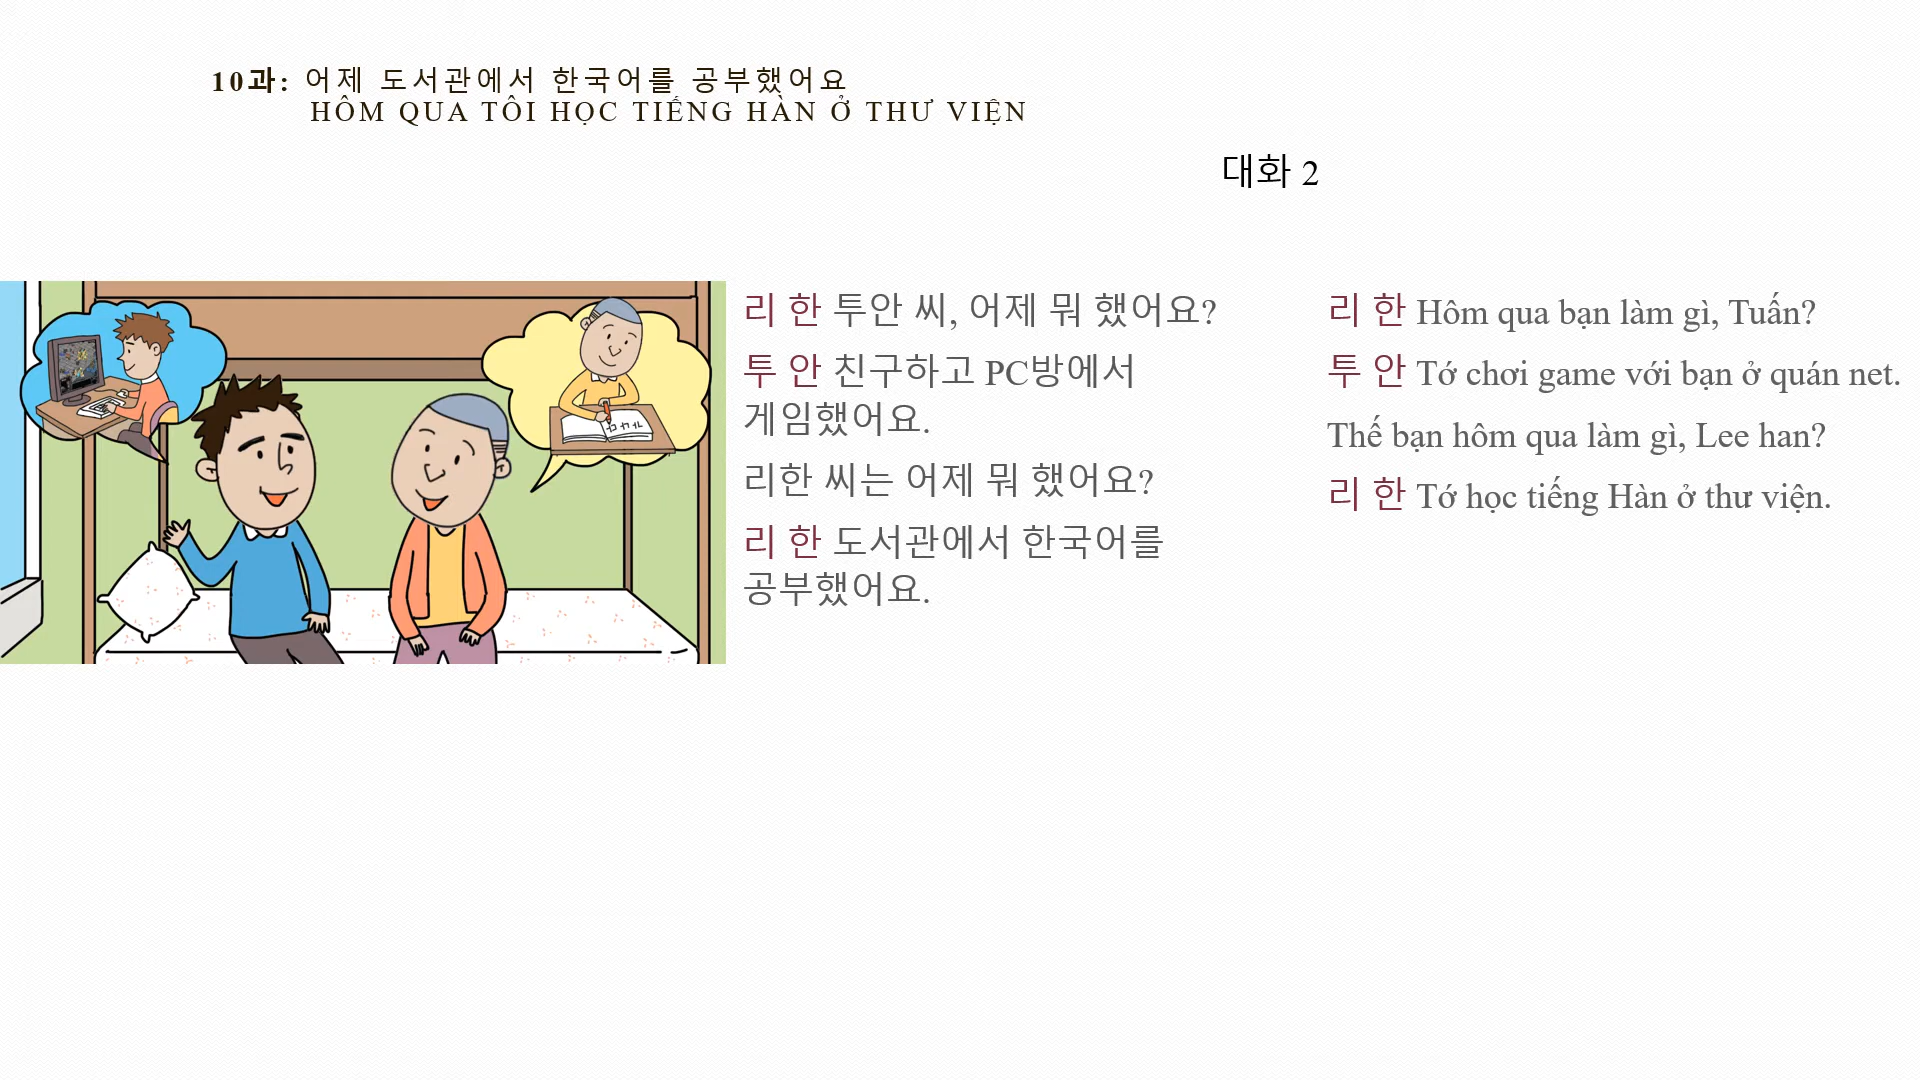 10과: 어제 도서관에서 한국어를 공부했어요
HÔM QUA TÔI HỌC TIẾNG HÀN Ở THƯ VIỆN
대화 2
리 한 투안 씨, 어제 뭐 했어요?
투 안 친구하고 PC방에서
게임했어요.
리한 씨는 어제 뭐 했어요?
리 한 도서관에서 한국어를
공부했어요.
리 한 Hôm qua bạn làm gì, Tuấn?
투 안 Tớ chơi game với bạn ở quán net.
Thế bạn hôm qua làm gì, Lee han?
리 한 Tớ học tiếng Hàn ở thư viện.